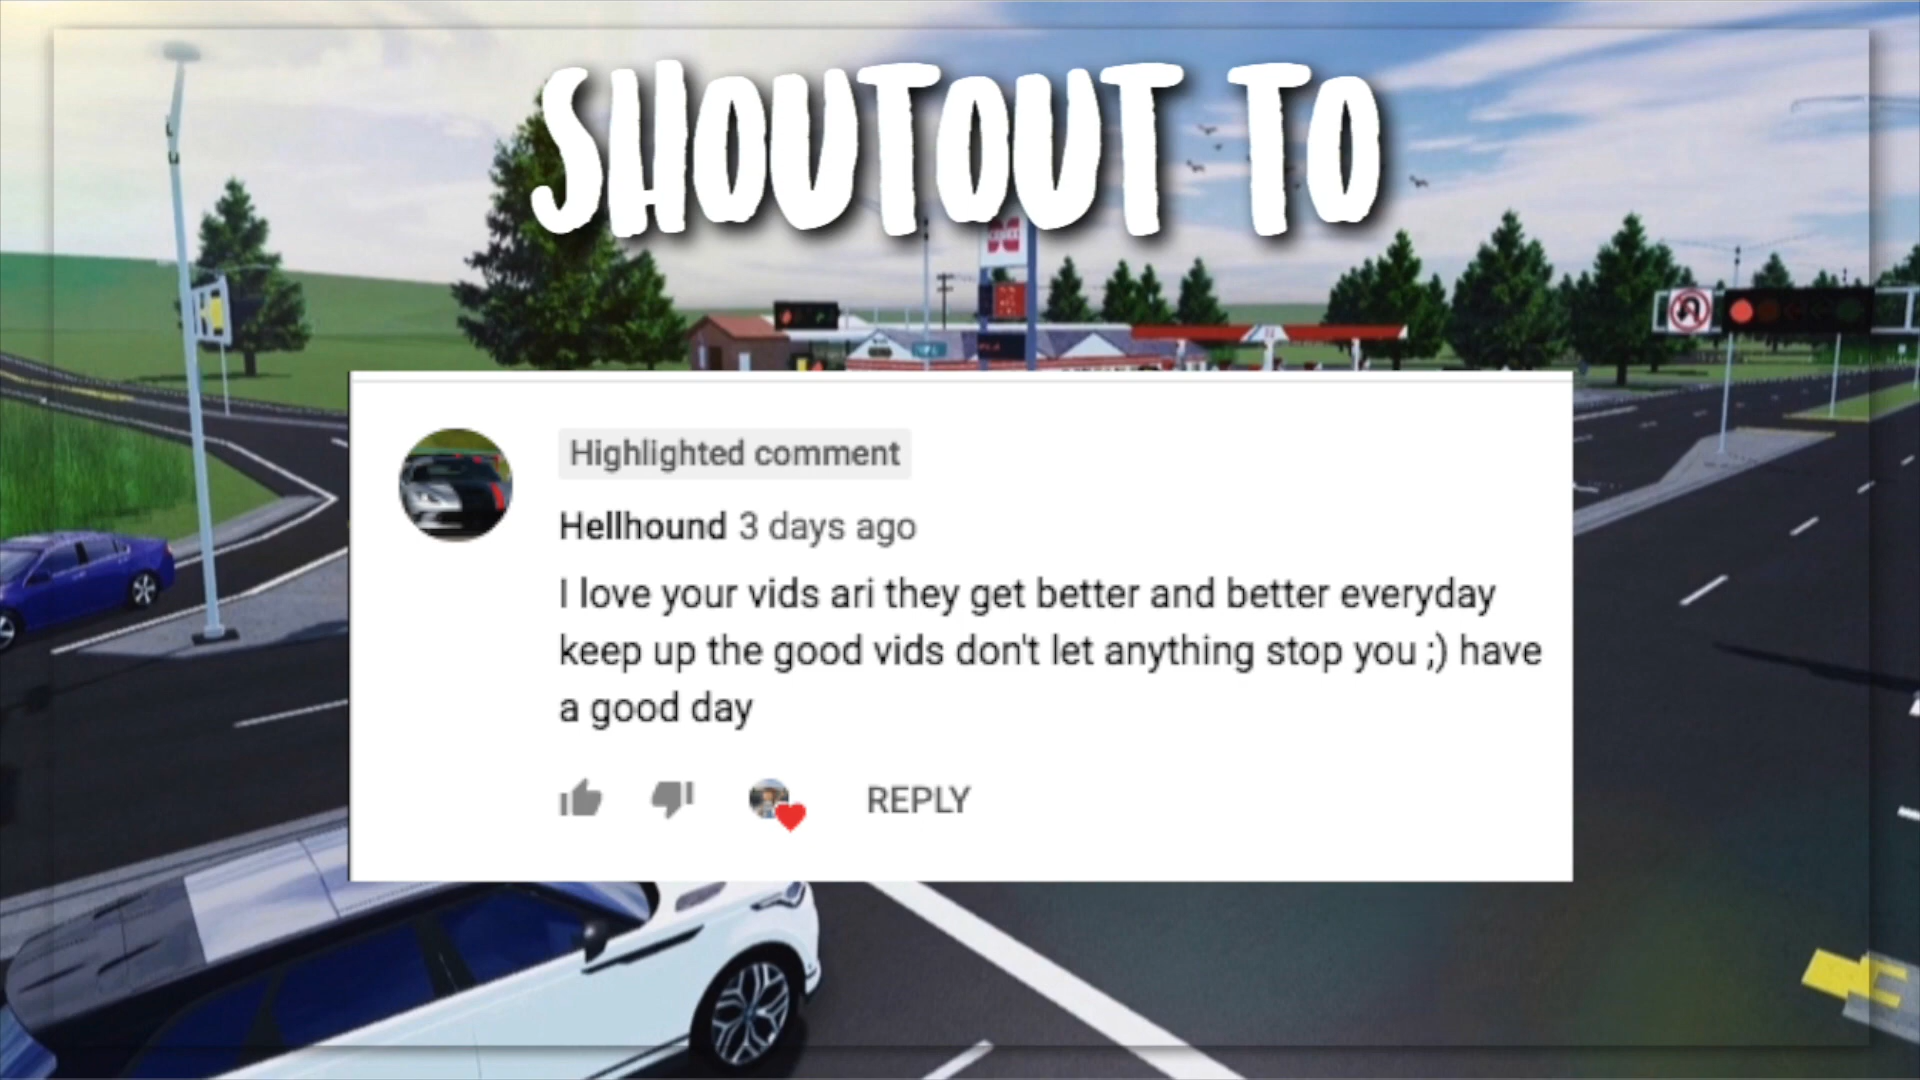 SHOUTOUT TO
Highlighted comment
Hellhound 3 days ago
I love your vids ari they get better and better everyday
keep up the good vids don't let anything stop you ;) have
a good day
REPLY